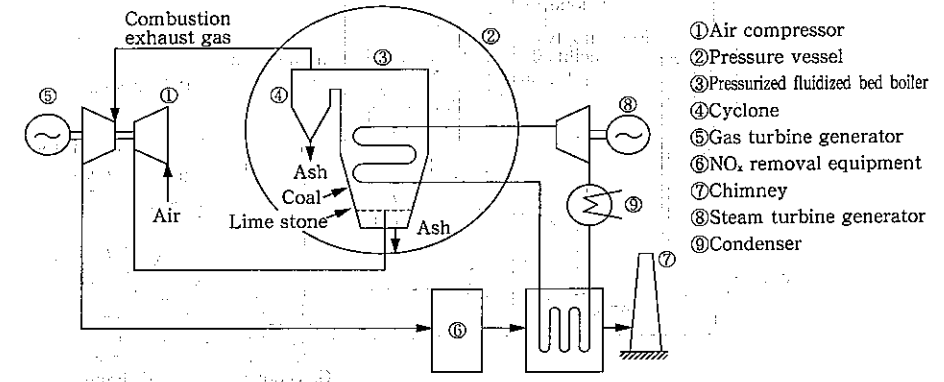 Combustion
exhaust gas
②
③
④
⑤
①
⑧
Ash
Coal
Lime stone
Air
Ash
⑨
⑦
⑥
①Air compressor
②Pressure vessel
③Pressurized fluidized bed boiler
④Cyclone
⑤Gas turbine generator
⑥NOx removal equipment
⑦Chimney
⑧Steam turbine generator
⑨Condenser